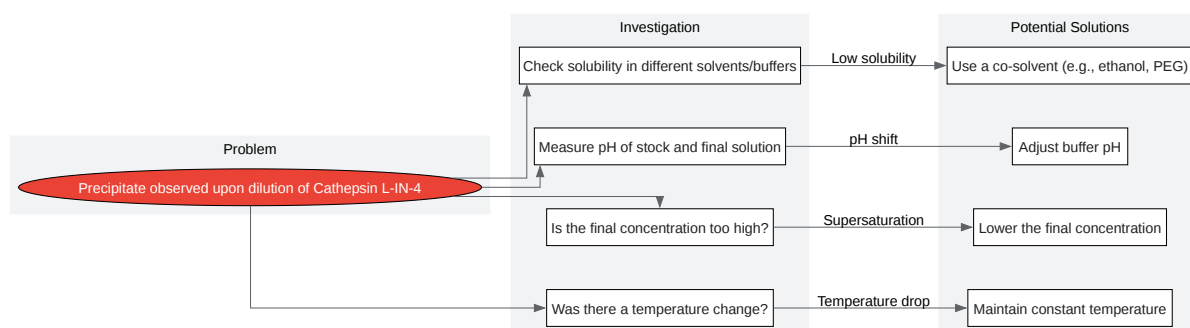 Investigation
Potential Solutions
Check solubility in different solvents/buffers
Low solubility
Use a co-solvent (e.g., ethanol, PEG)
Problem
Measure pH of stock and final solution
pH shift
Adjust buffer pH
Precipitate observed upon dilution of Cathepsin L-IN-4
Is the final concentration too high?
Supersaturation
Lower the final concentration
Was there a temperature change?
Temperature drop
Maintain constant temperature